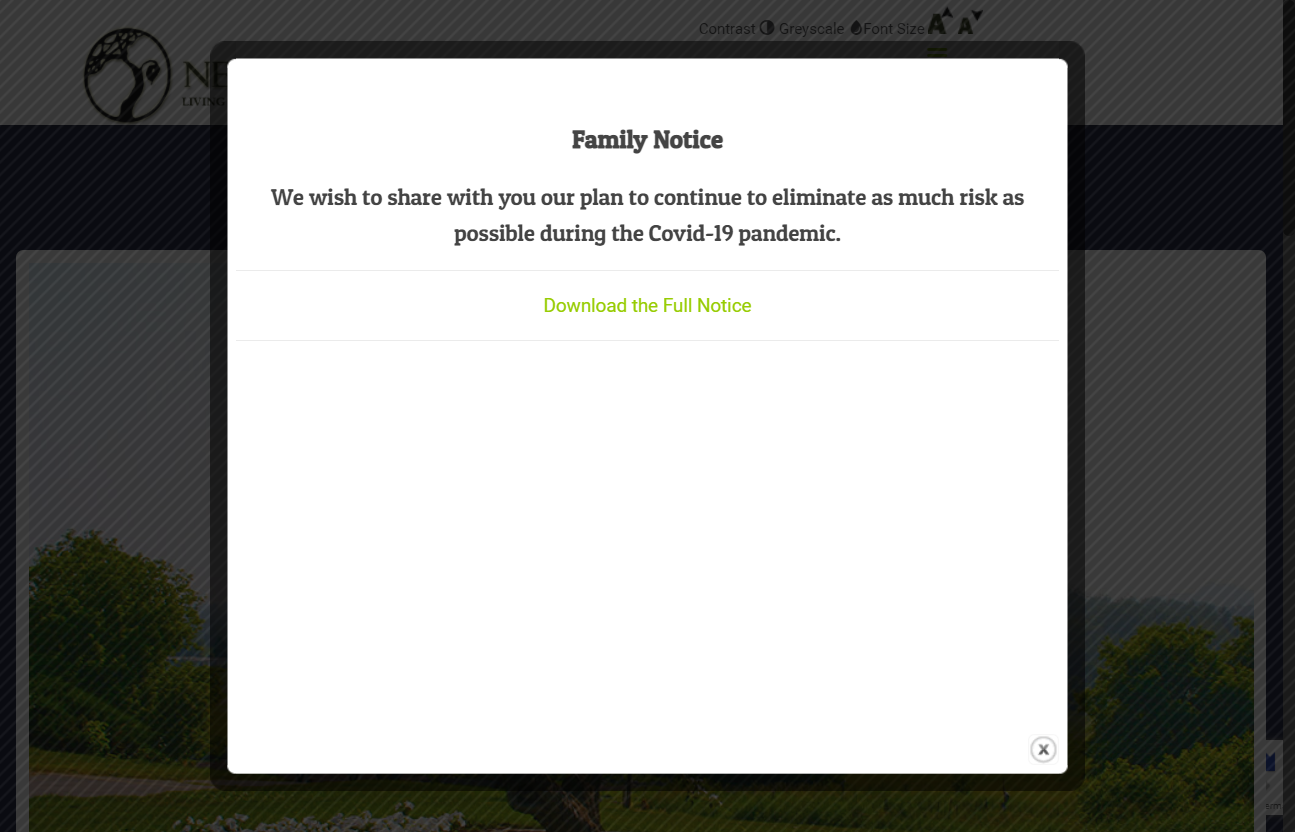 Contrast Greyscale Font Size A A
NE
LIVING
Family Notice
We wish to share with you our plan to continue to eliminate as much risk as
possible during the Covid-19 pandemic.
Download the Full Notice